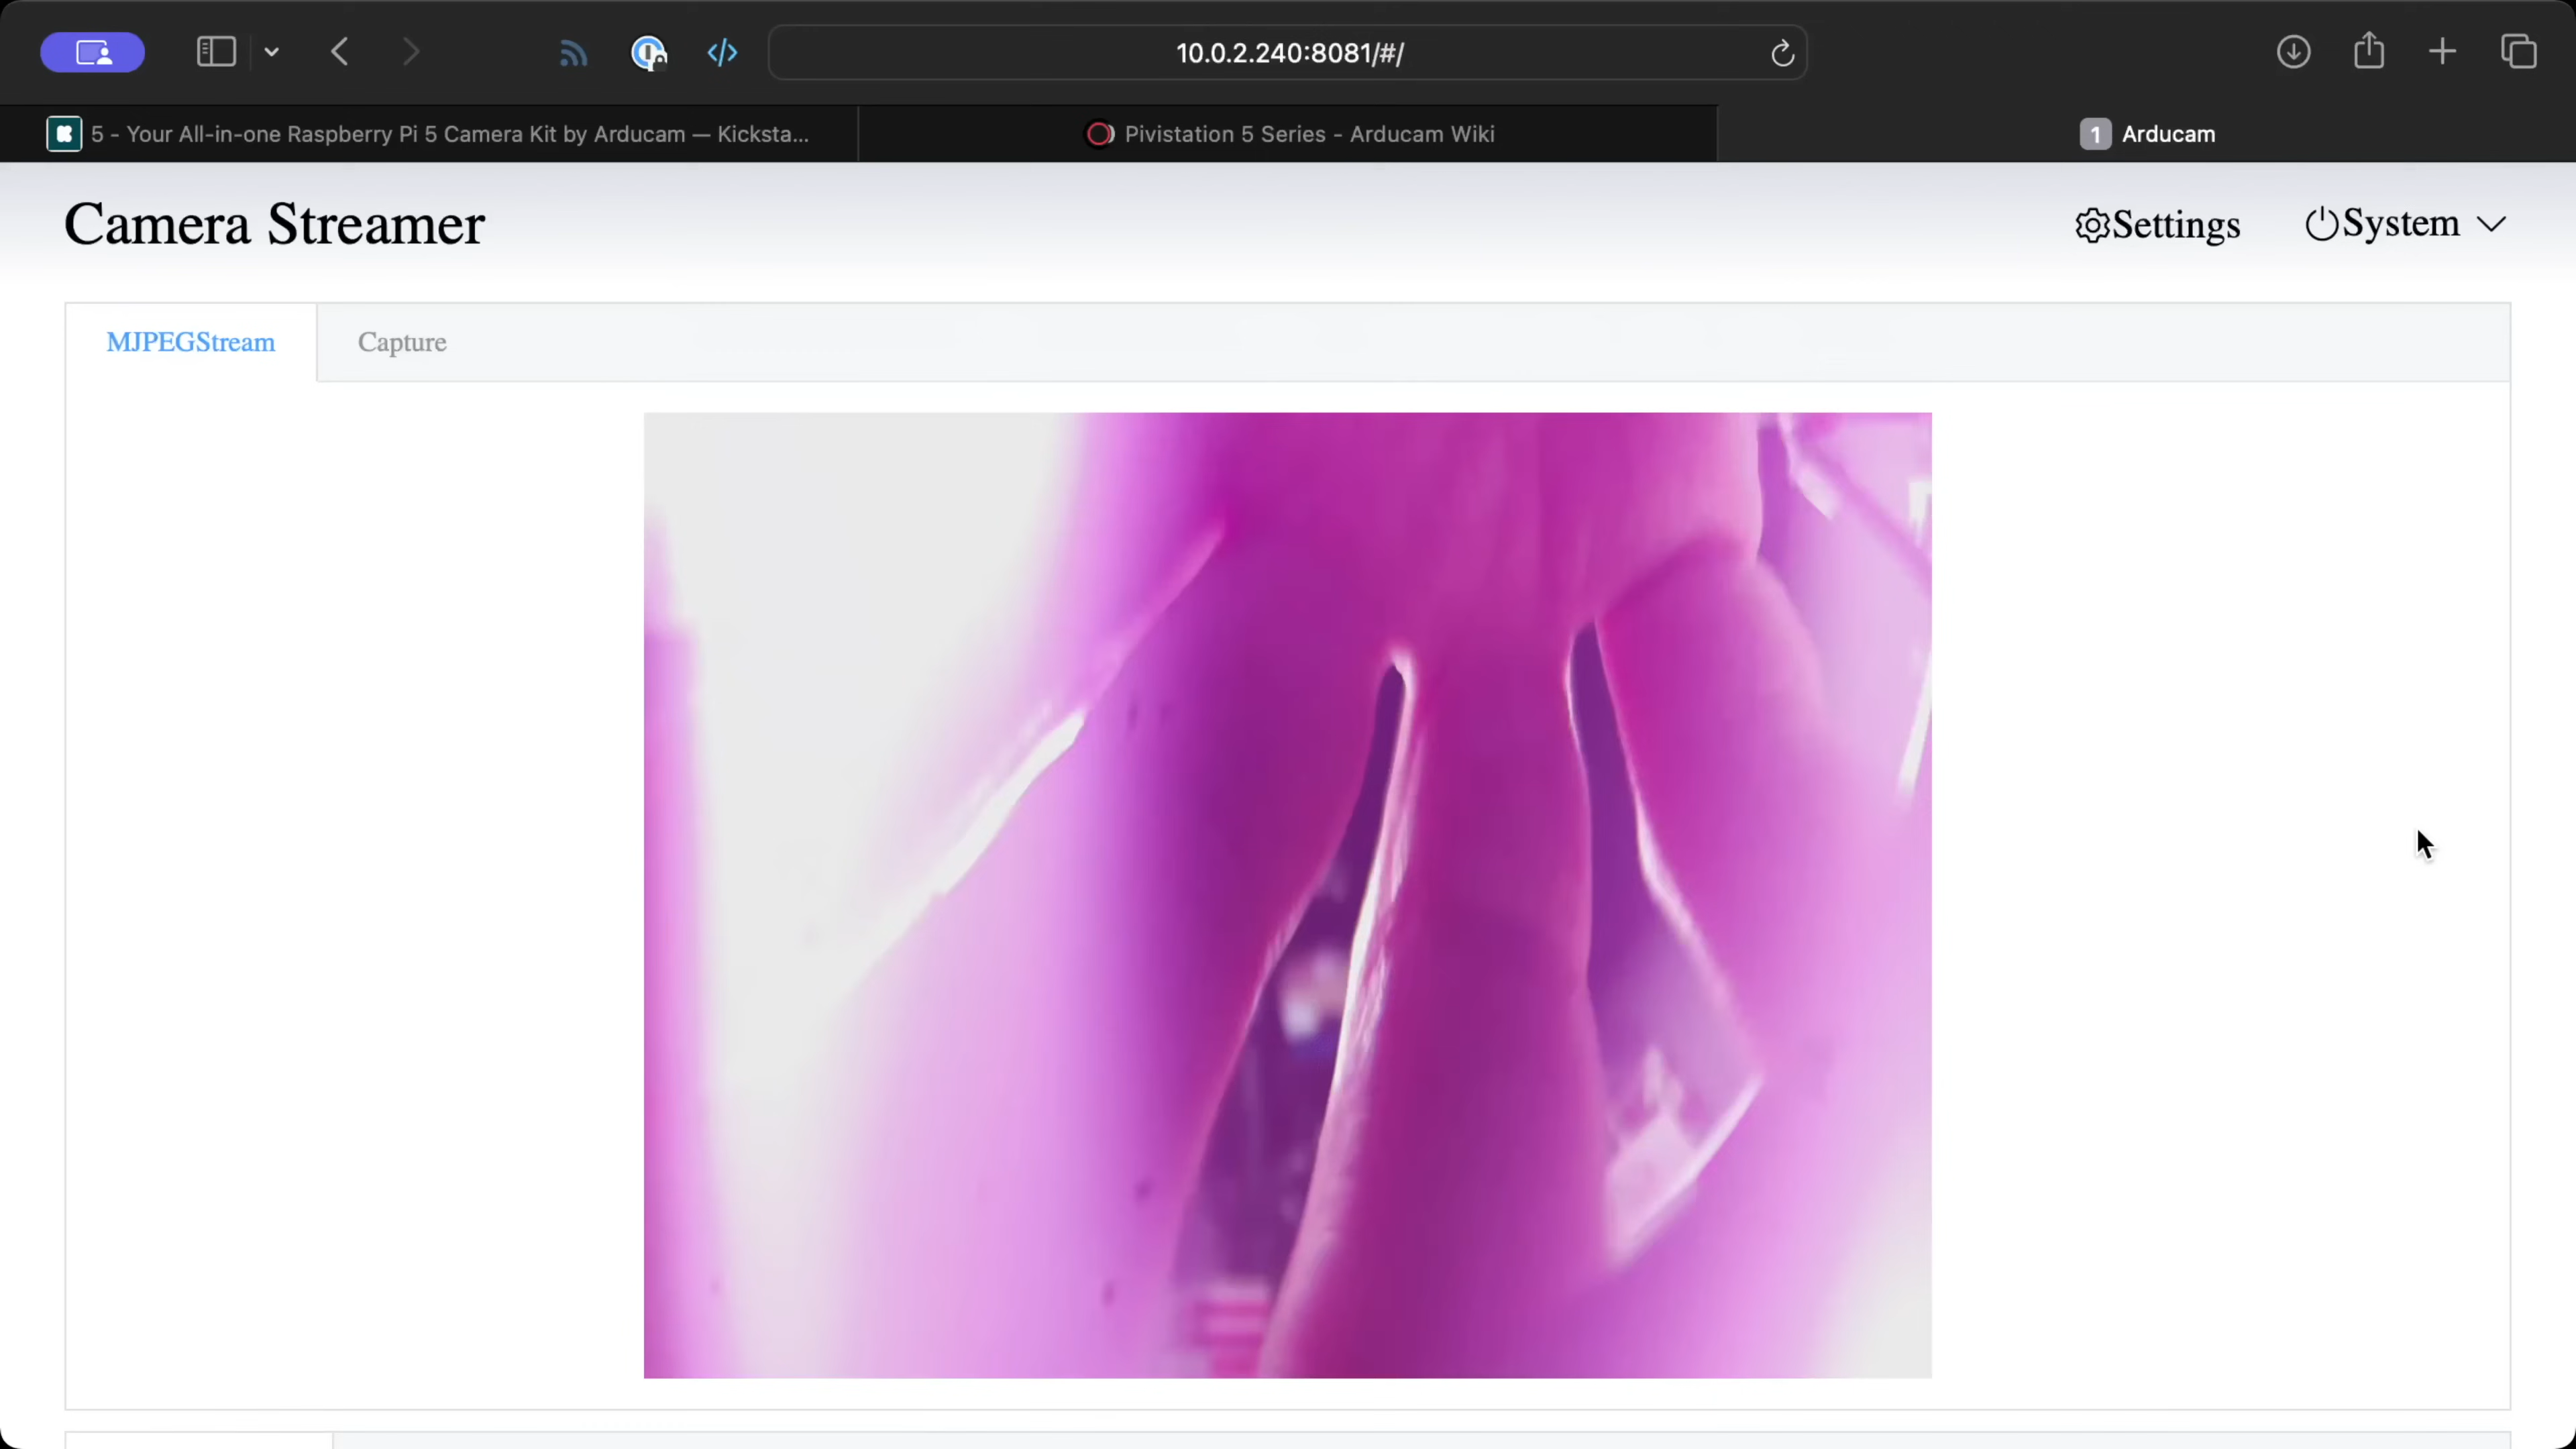 10.0.2.240:8081/#/
5 - Your All-in-one Raspberry Pi 5 Camera Kit by Arducam — Kicksta...
Pivistation 5 Series - Arducam Wiki
1 Arducam
Camera Streamer
Settings
System
MJPEGStream
Capture